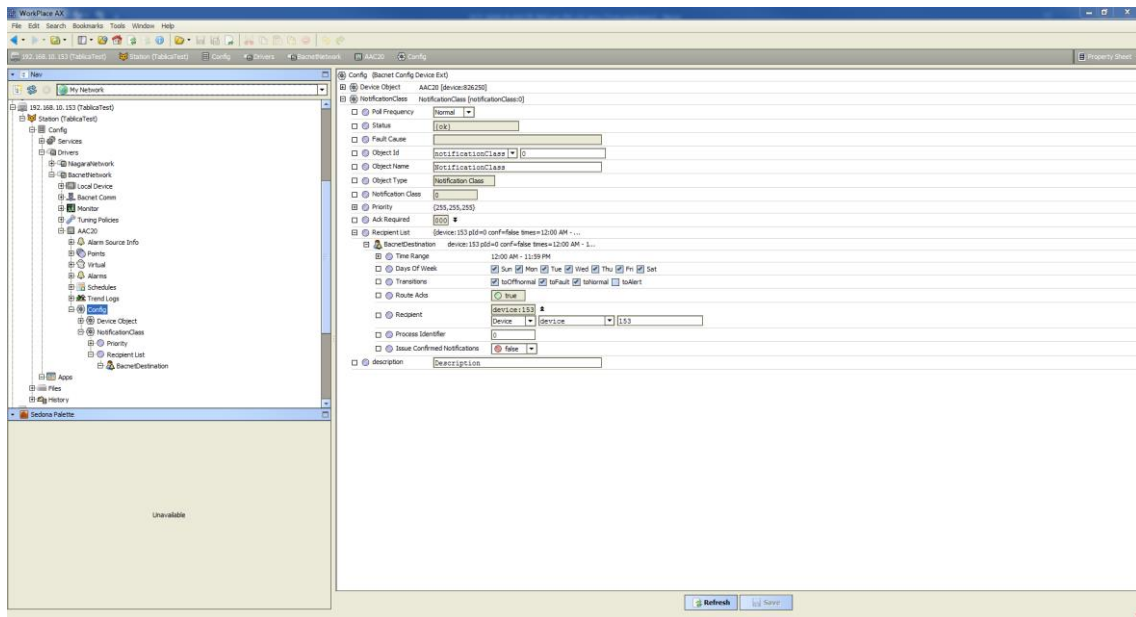 WorkPlace AX
File Edit Search Bookmarks Tools Window Help
192.168.10.153 (TablicaTest) Station (TablicaTest) Config Drivers BacnetNetwork AAC20 Config Property Sheet
Nav
My Network
192.168.10.153 (TablicaTest)
Station (TablicaTest)
Config
Services
Drivers
NiagaraNetwork
BacnetNetwork
Local Device
Bacnet Comm
Monitor
Tuning Policies
AAC20
Alarm Source Info
Points
Virtual
Alarms
Schedules
Trend Logs
Config
Device Object
NotificationClass
Priority
Recipient List
BacnetDestination
Apps
Files
History
Sedona Palette
Unavailable
Config (Bacnet Config Device Ext)
Device Object AAC20 [device:826250]
NotificationClass NotificationClass [notificationClass:0]
Poll Frequency Normal
Status {ok}
Fault Cause
Object Id notificationClass 0
Object Name NotificationClass
Object Type Notification Class
Notification Class 0
Priority {255,255,255}
Ack Required 000
Recipient List {device:153 pId=0 conf=false times=12:00 AM - ...
BacnetDestination device:153 pId=0 conf=false times=12:00 AM - 1...
Time Range 12:00 AM - 11:59 PM
Days Of Week Sun Mon Tue Wed Thu Fri Sat
Transitions toOffnormal toFault toNormal toAlert
Route Acks true
Recipient device:153
Device device 153
Process Identifier 0
Issue Confirmed Notifications false
description Description
Refresh Save